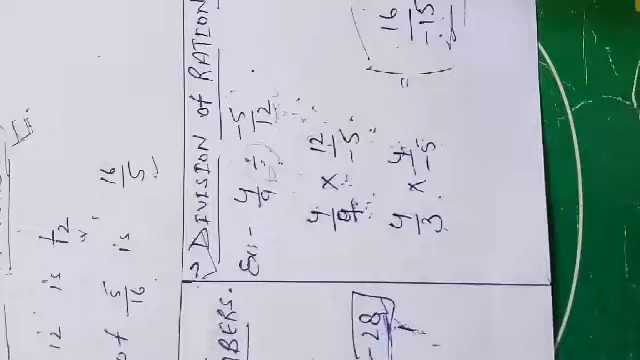 12 is 1/12
of 5/16 is 16/5
→ DIVISION of RATION
Ex:- 4/9 ÷ -5/12
4/9 × 12/-5
4/3 × 4/-5 = 16/-15
BERS.
-28